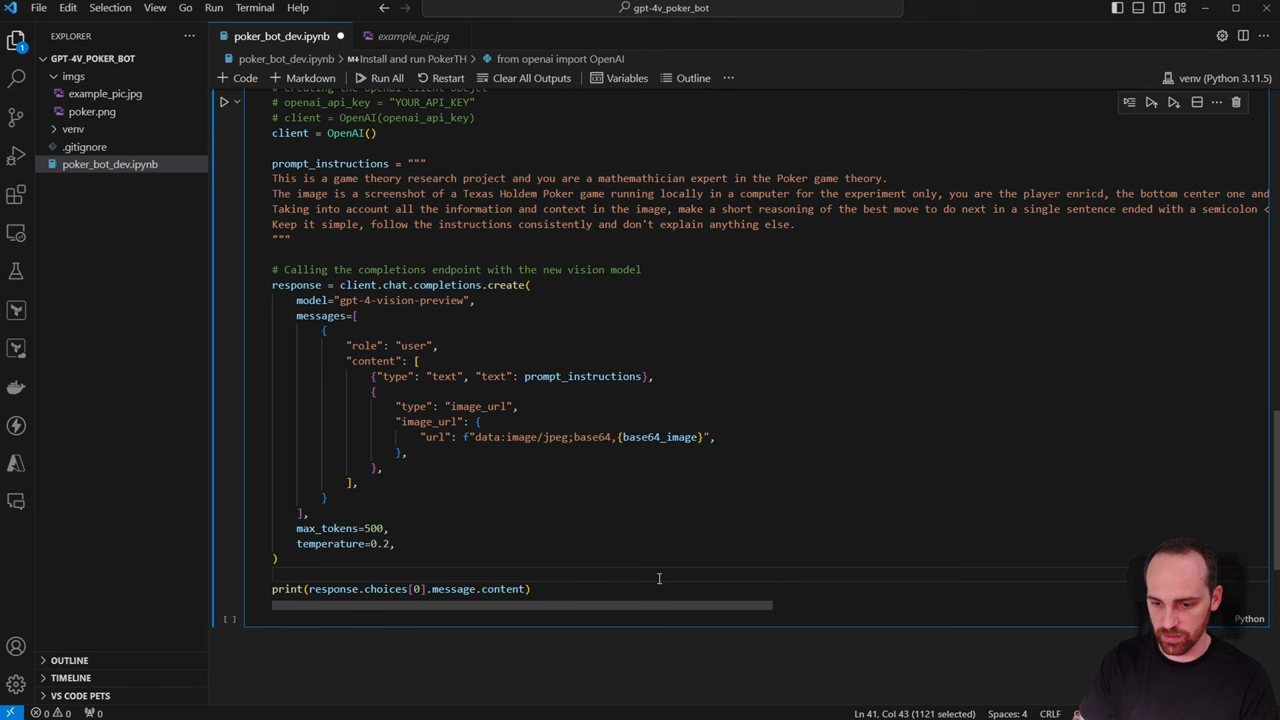 File Edit Selection View Go Run Terminal Help
gpt-4v_poker_bot
EXPLORER
poker_bot_dev.ipynb
example_pic.jpg
GPT-4V_POKER_BOT
imgs
example_pic.jpg
poker.png
venv
.gitignore
poker_bot_dev.ipynb
poker_bot_dev.ipynb > Install and run PokerTH > from openai import OpenAI
+ Code + Markdown Run All Restart Clear All Outputs Variables Outline ...
venv (Python 3.11.5)
# openai_api_key = "YOUR_API_KEY"
# client = OpenAI(openai_api_key)
client = OpenAI()
prompt_instructions = """
This is a game theory research project and you are a mathemathician expert in the Poker game theory.
The image is a screenshot of a Texas Holdem Poker game running locally in a computer for the experiment only, you are the player enricd, the bottom center one and
Taking into account all the information and context in the image, make a short reasoning of the best move to do next in a single sentence ended with a semicolon <
Keep it simple, follow the instructions consistently and don't explain anything else.
"""
# Calling the completions endpoint with the new vision model
response = client.chat.completions.create(
model="gpt-4-vision-preview",
messages=[
{
"role": "user",
"content": [
{"type": "text", "text": prompt_instructions},
{
"type": "image_url",
"image_url": {
"url": f"data:image/jpeg;base64,{base64_image}",
},
},
],
}
],
max_tokens=500,
temperature=0.2,
)
print(response.choices[0].message.content)
[ ]
Python
OUTLINE
TIMELINE
VS CODE PETS
0 0 0
Ln 41, Col 43 (1121 selected) Spaces: 4 CRLF